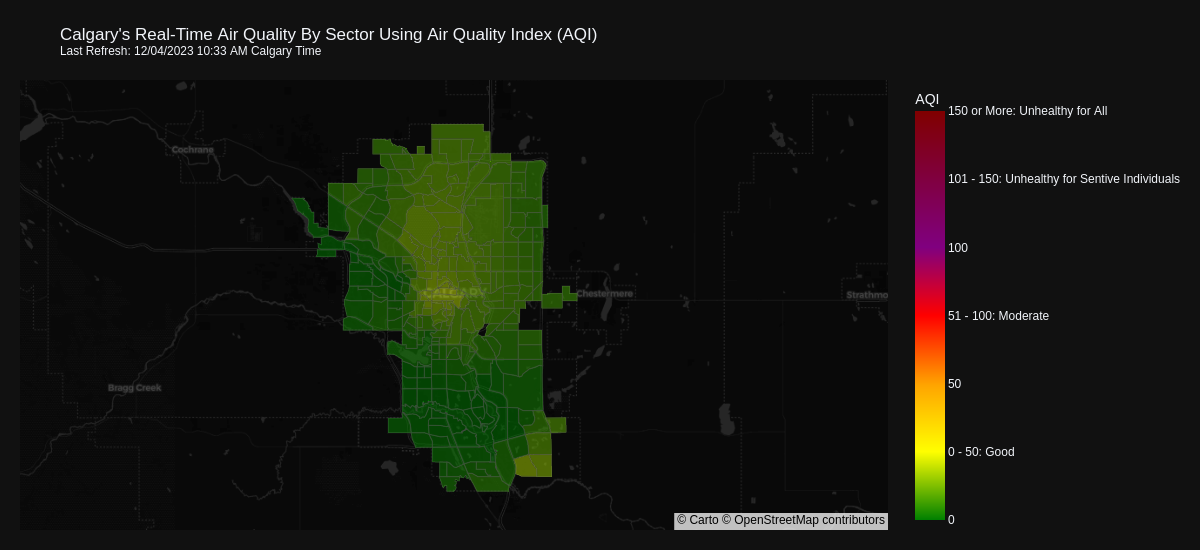 Calgary's Real-Time Air Quality By Sector Using Air Quality Index (AQI)
Last Refresh: 12/04/2023 10:33 AM Calgary Time
AQI
150 or More: Unhealthy for All
Cochrane
101 - 150: Unhealthy for Sentive Individuals
100
CALGARY
Chestermere
Strathmo
51 - 100: Moderate
50
Bragg Creek
0 - 50: Good
© Carto © OpenStreetMap contributors
0